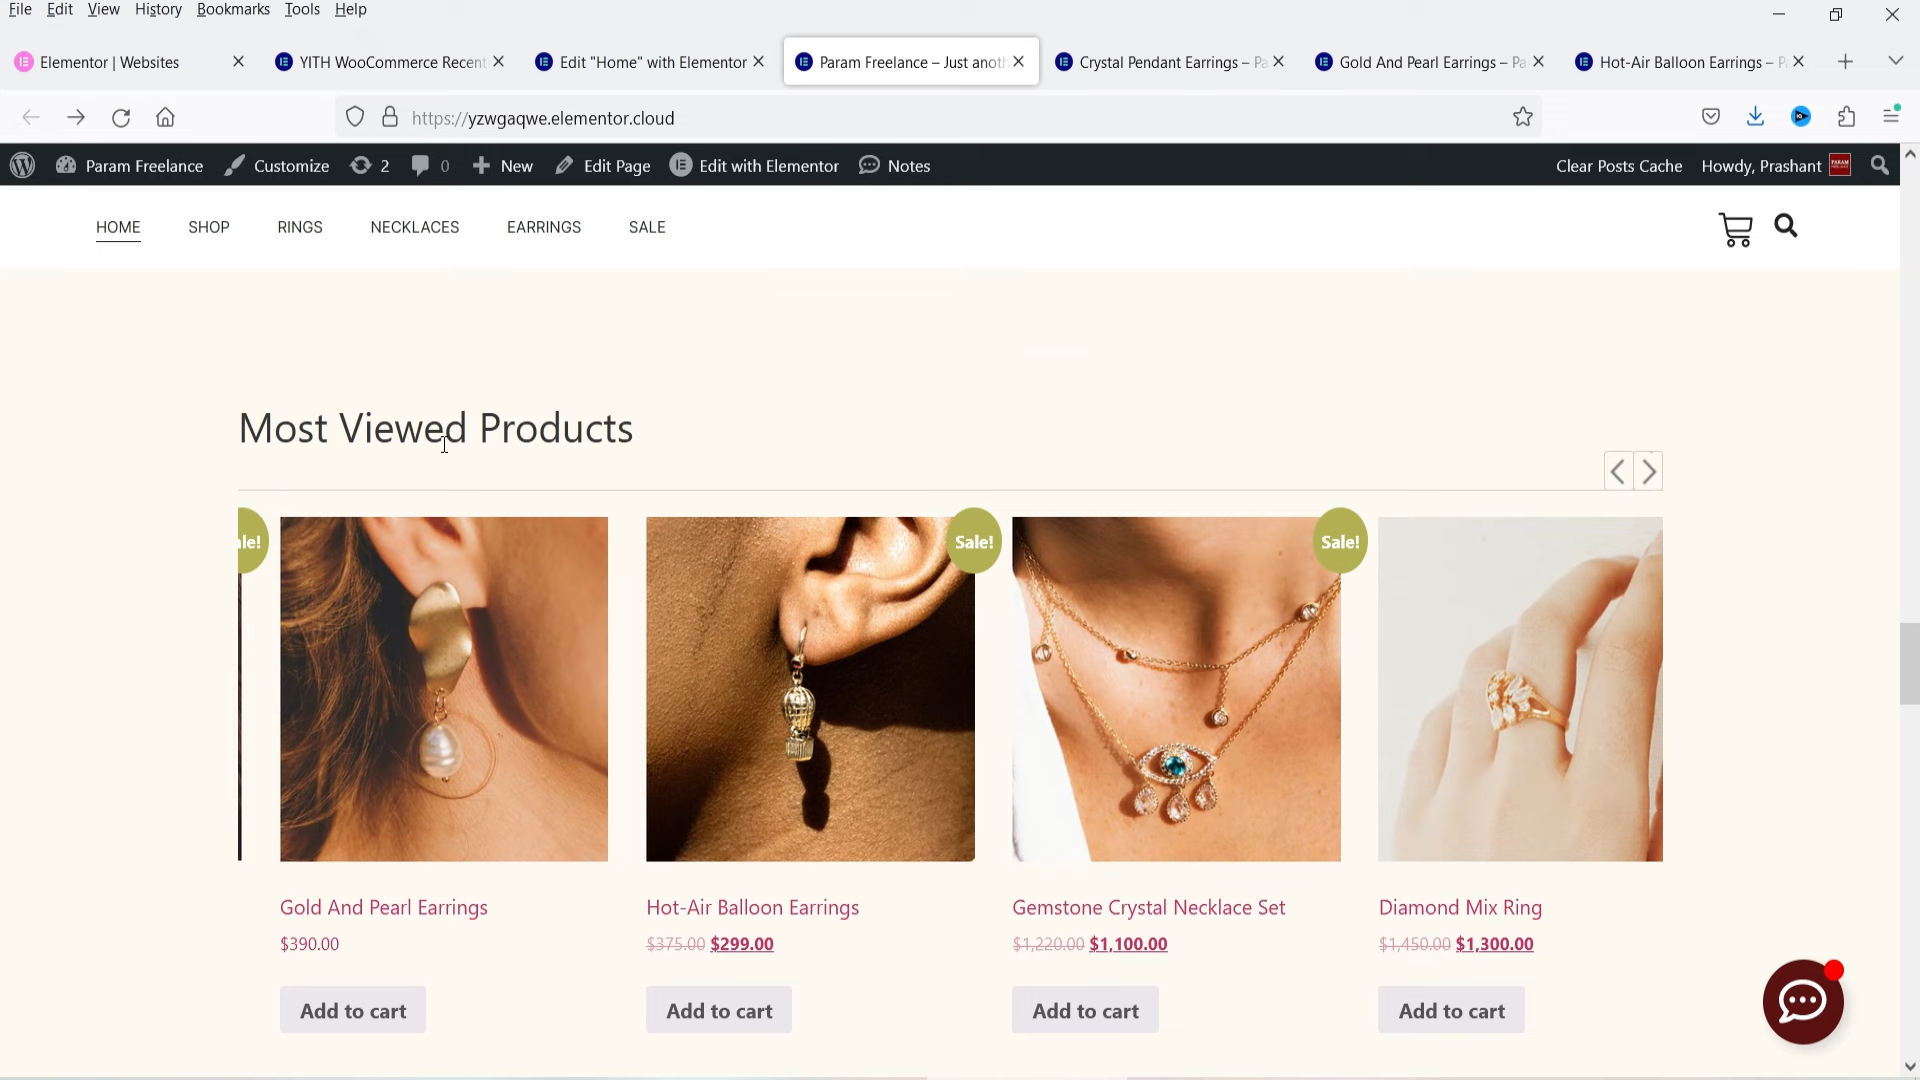 File Edit View History Bookmarks Tools Help
Elementor | Websites
YITH WooCommerce Recent
Edit "Home" with Elementor
Param Freelance – Just anoth
Crystal Pendant Earrings – Pa
Gold And Pearl Earrings – Pa
Hot-Air Balloon Earrings – P
https://yzwgaqwe.elementor.cloud
Param Freelance Customize 2 0 New Edit Page Edit with Elementor Notes Clear Posts Cache Howdy, Prashant
HOME SHOP RINGS NECKLACES EARRINGS SALE
Most Viewed Products
le! Sale! Sale!
Gold And Pearl Earrings
$390.00
Add to cart
Hot-Air Balloon Earrings
$375.00 $299.00
Add to cart
Gemstone Crystal Necklace Set
$1,220.00 $1,100.00
Add to cart
Diamond Mix Ring
$1,450.00 $1,300.00
Add to cart